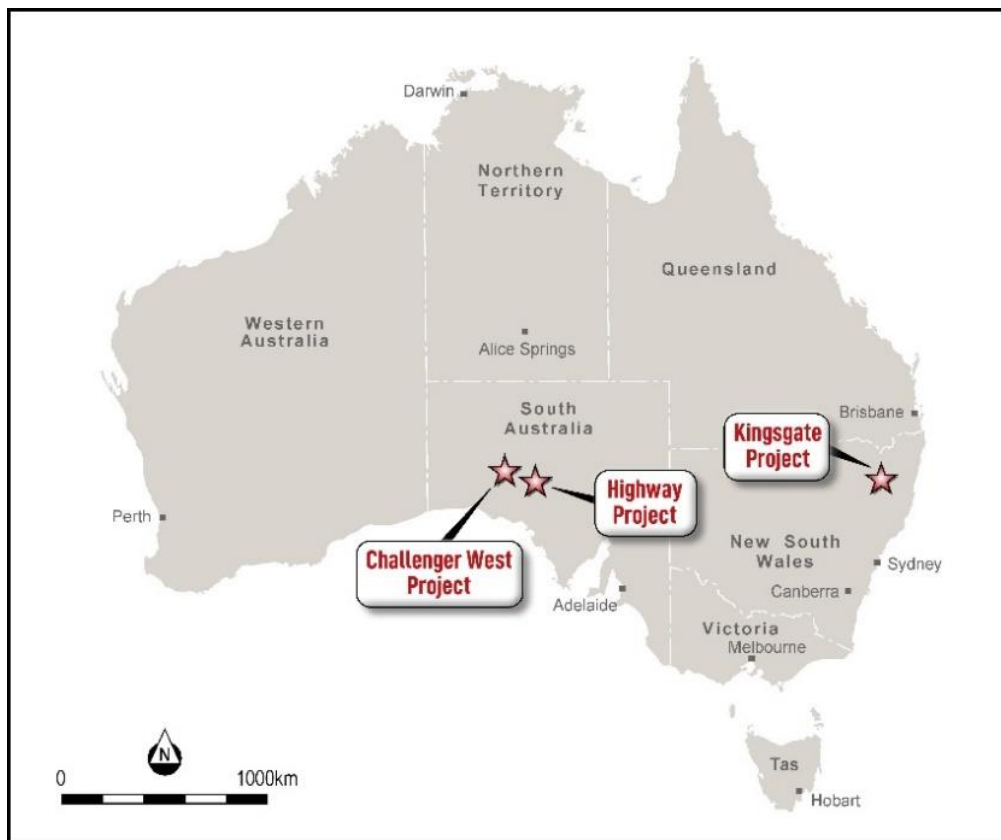 Darwin
Northern
Territory
Queensland
Western
Australia
Alice Springs
South
Australia
Brisbane
Kingsgate
Project
Highway
Project
Perth
Challenger West
Project
New South
Wales
Sydney
Canberra
Adelaide
Victoria
Melbourne
N
0 1000km
Tas
Hobart